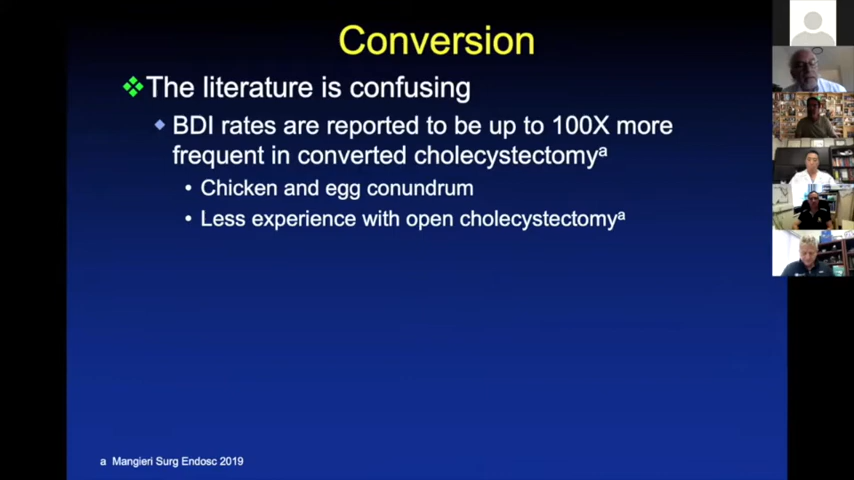 Conversion
The literature is confusing
BDI rates are reported to be up to 100X more
frequent in converted cholecystectomyᵃ
• Chicken and egg conundrum
• Less experience with open cholecystectomyᵃ
a Mangieri Surg Endosc 2019